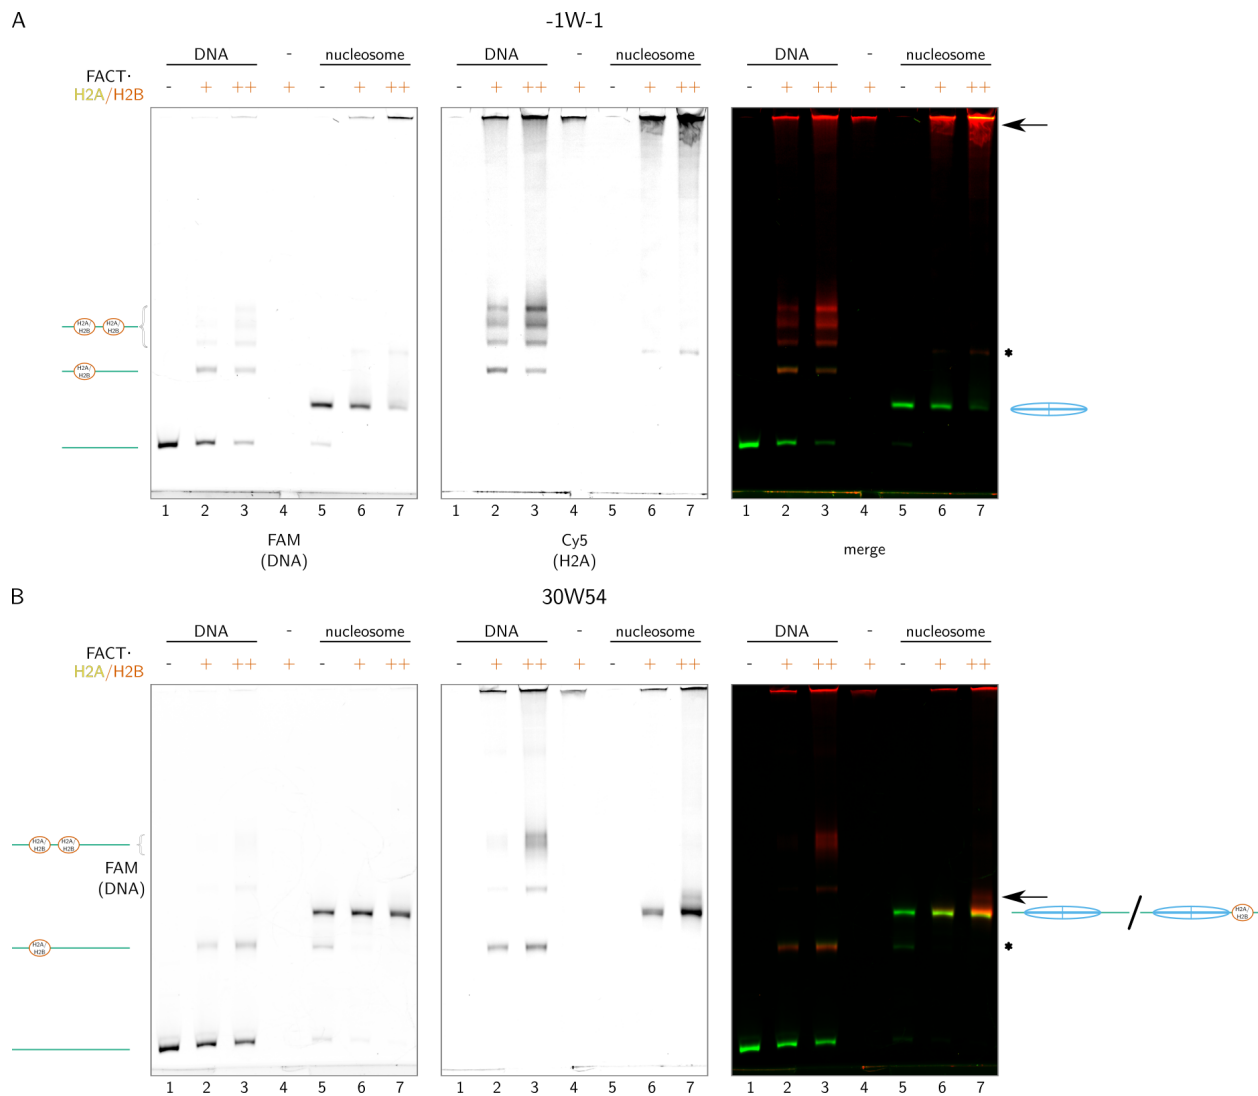 A
-1W-1
DNA - nucleosome DNA - nucleosome DNA - nucleosome
FACT·
H2A/H2B
- + ++ + - + ++ - + ++ + - + ++ - + ++ + - + ++
H2A/H2B H2A/H2B
*
H2A/H2B
1 2 3 4 5 6 7 1 2 3 4 5 6 7 1 2 3 4 5 6 7
FAM
(DNA)
Cy5
(H2A)
merge
B
30W54
DNA - nucleosome DNA - nucleosome DNA - nucleosome
FACT·
H2A/H2B
- + ++ + - + ++ - + ++ + - + ++ - + ++ + - + ++
H2A/H2B H2A/H2B
FAM
(DNA)
H2A/H2B
H2A/H2B
*
1 2 3 4 5 6 7 1 2 3 4 5 6 7 1 2 3 4 5 6 7